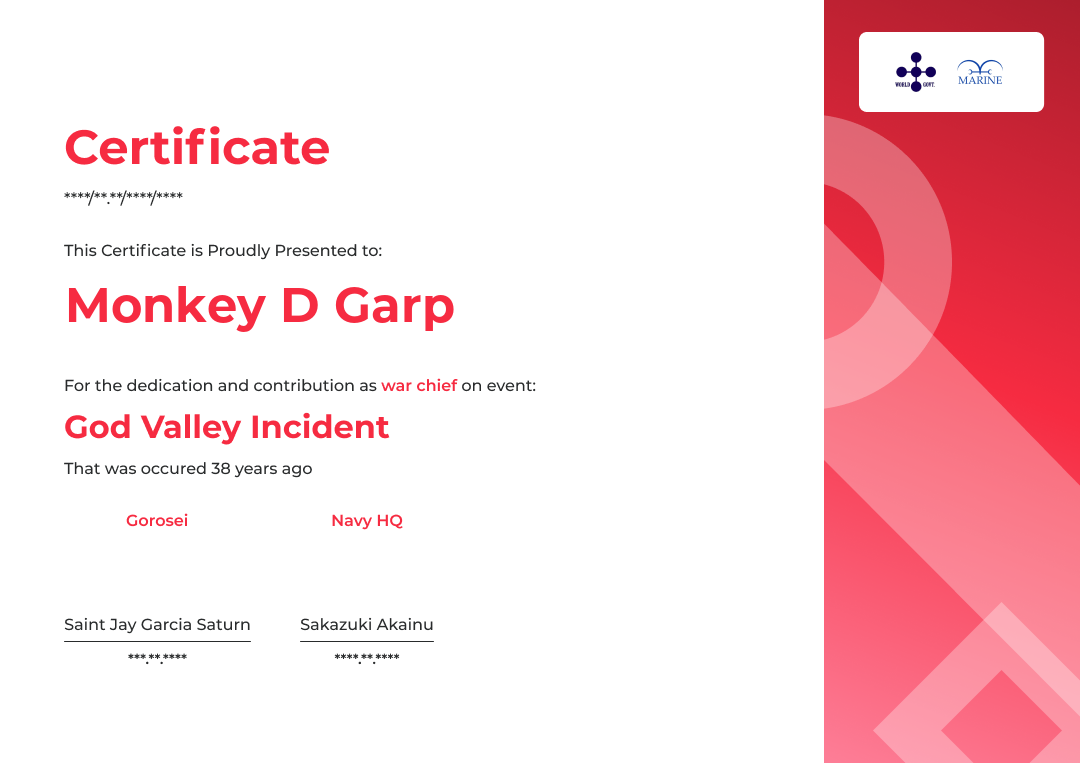 WORLD GOVT.
MARINE
Certificate
****/**.**/****/****
This Certificate is Proudly Presented to:
Monkey D Garp
For the dedication and contribution as war chief on event:
God Valley Incident
That was occured 38 years ago
Gorosei Navy HQ
Saint Jay Garcia Saturn Sakazuki Akainu
***.**.**** ****.**.****